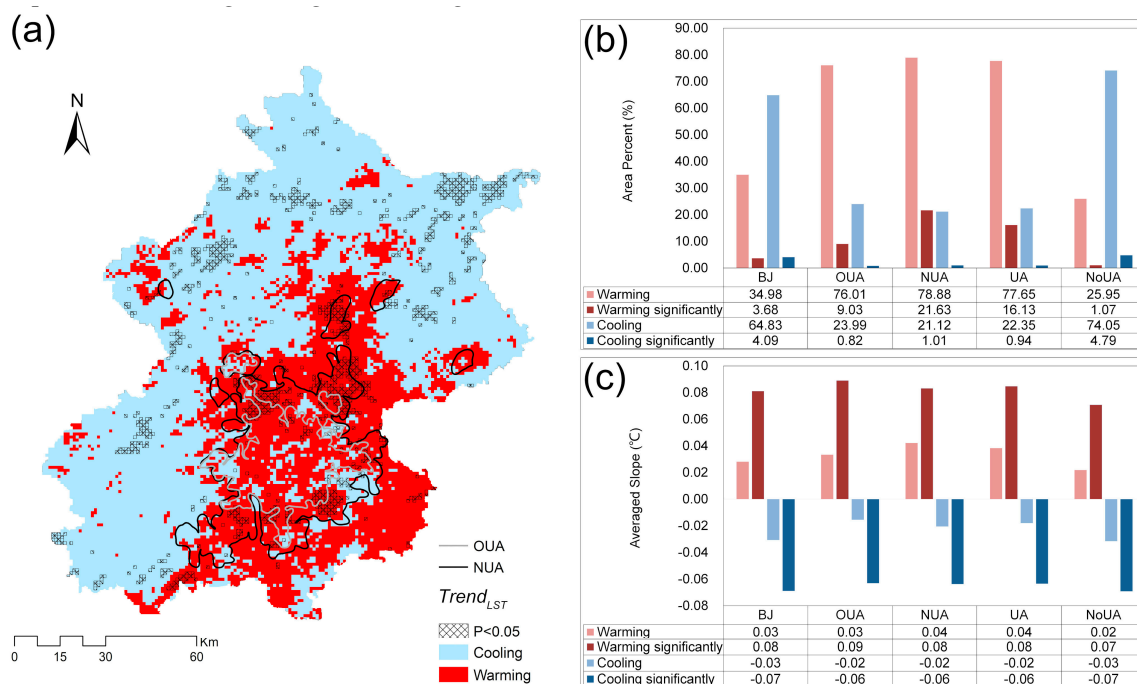 (a)
N
OUA
NUA
Trend_LST
P<0.05
Cooling
Warming
0 15 30 60 Km
(b)
Area Percent (%)
90.00
80.00
70.00
60.00
50.00
40.00
30.00
20.00
10.00
0.00
BJ OUA NUA UA NoUA
Warming 34.98 76.01 78.88 77.65 25.95
Warming significantly 3.68 9.03 21.63 16.13 1.07
Cooling 64.83 23.99 21.12 22.35 74.05
Cooling significantly 4.09 0.82 1.01 0.94 4.79
(c)
Averaged Slope (℃)
0.10
0.08
0.06
0.04
0.02
0.00
-0.02
-0.04
-0.06
-0.08
BJ OUA NUA UA NoUA
Warming 0.03 0.03 0.04 0.04 0.02
Warming significantly 0.08 0.09 0.08 0.08 0.07
Cooling -0.03 -0.02 -0.02 -0.02 -0.03
Cooling significantly -0.07 -0.06 -0.06 -0.06 -0.07